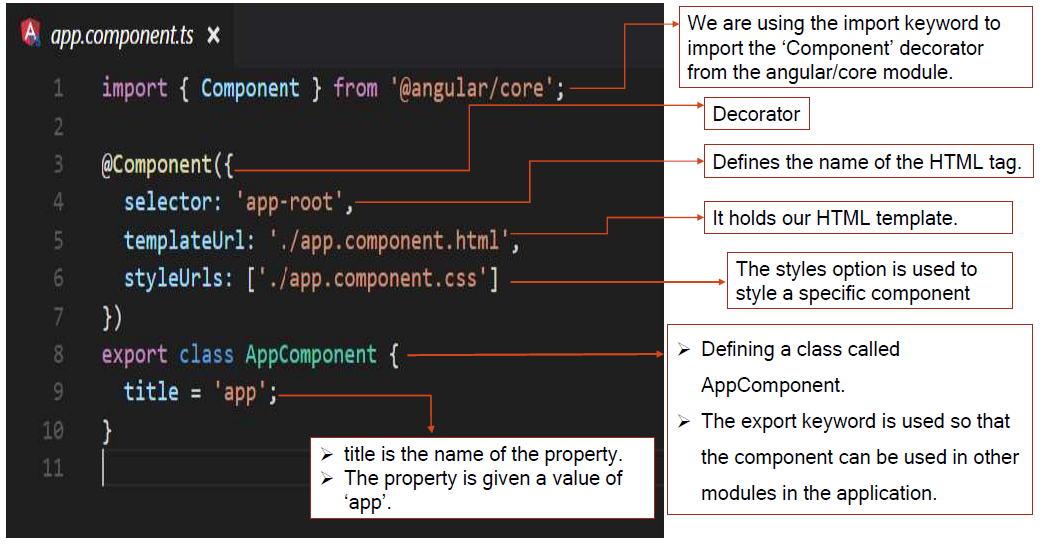 app.component.ts ×
1 import { Component } from '@angular/core';
2
3 @Component({
4 selector: 'app-root',
5 templateUrl: './app.component.html',
6 styleUrls: ['./app.component.css']
7 })
8 export class AppComponent {
9 title = 'app';
10 }
11
We are using the import keyword to
import the ‘Component’ decorator
from the angular/core module.
Decorator
Defines the name of the HTML tag.
It holds our HTML template.
The styles option is used to
style a specific component
➢ Defining a class called
AppComponent.
➢ The export keyword is used so that
the component can be used in other
modules in the application.
➢ title is the name of the property.
➢ The property is given a value of
‘app’.